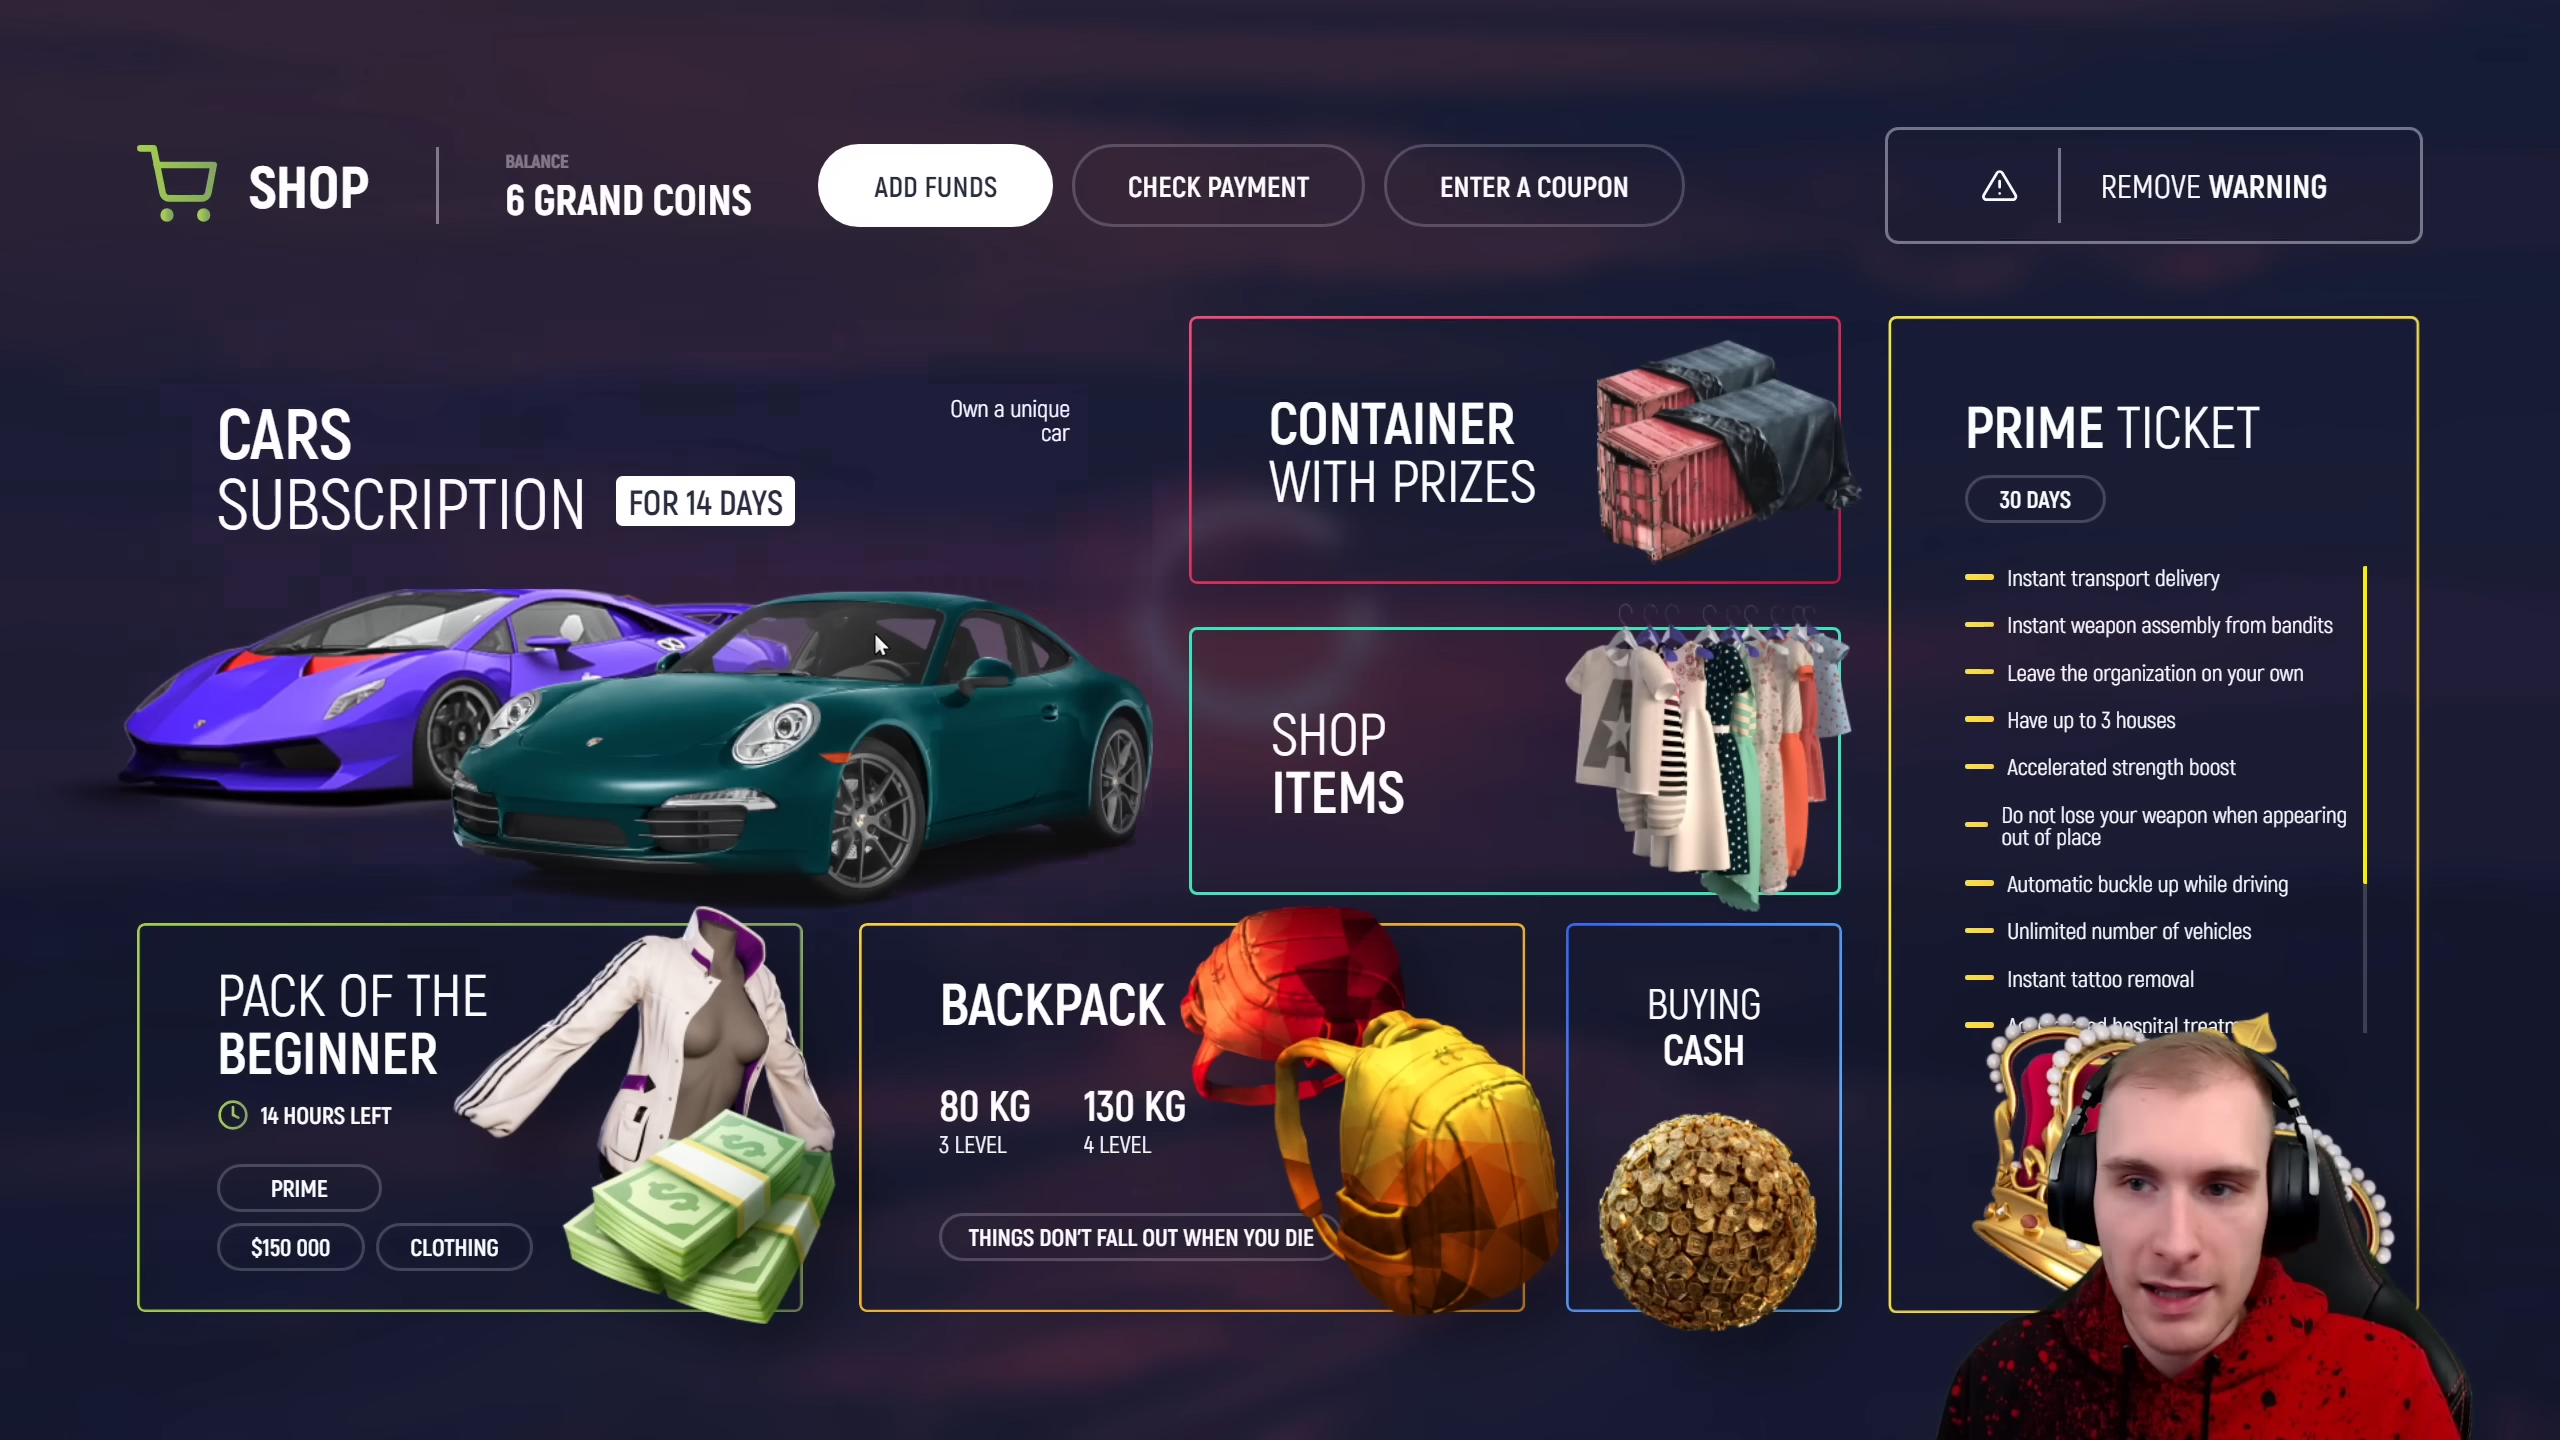 SHOP
BALANCE
6 GRAND COINS
ADD FUNDS
CHECK PAYMENT
ENTER A COUPON
REMOVE WARNING
CARS
SUBSCRIPTION
FOR 14 DAYS
Own a unique
car
CONTAINER
WITH PRIZES
SHOP
ITEMS
PRIME TICKET
30 DAYS
Instant transport delivery
Instant weapon assembly from bandits
Leave the organization on your own
Have up to 3 houses
Accelerated strength boost
Do not lose your weapon when appearing
out of place
Automatic buckle up while driving
Unlimited number of vehicles
Instant tattoo removal
hospital
PACK OF THE
BEGINNER
14 HOURS LEFT
PRIME
$150 000
CLOTHING
BACKPACK
80 KG
3 LEVEL
130 KG
4 LEVEL
THINGS DON'T FALL OUT WHEN YOU DIE
BUYING
CASH